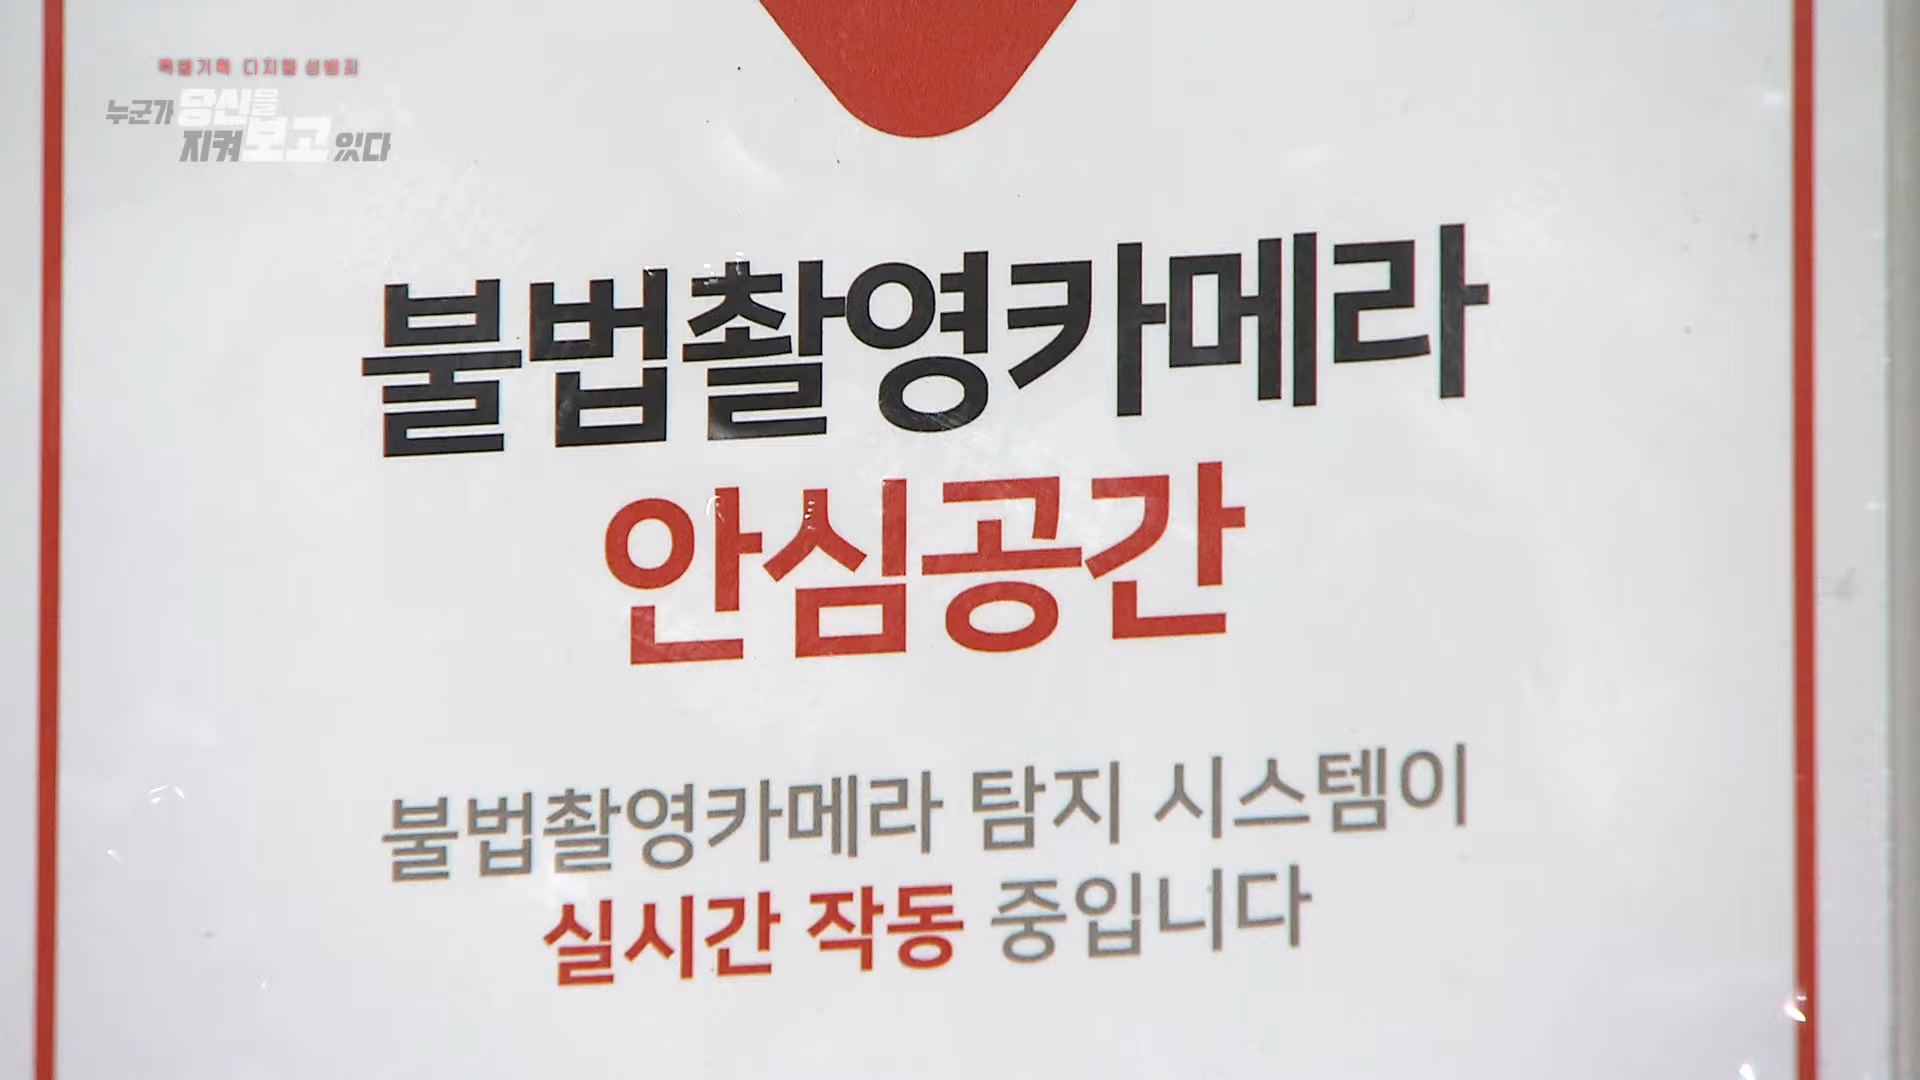 특별기획 디지털 성범죄
누군가 당신을
지켜보고 있다
불법촬영카메라
안심공간
불법촬영카메라 탐지 시스템이
실시간 작동 중입니다